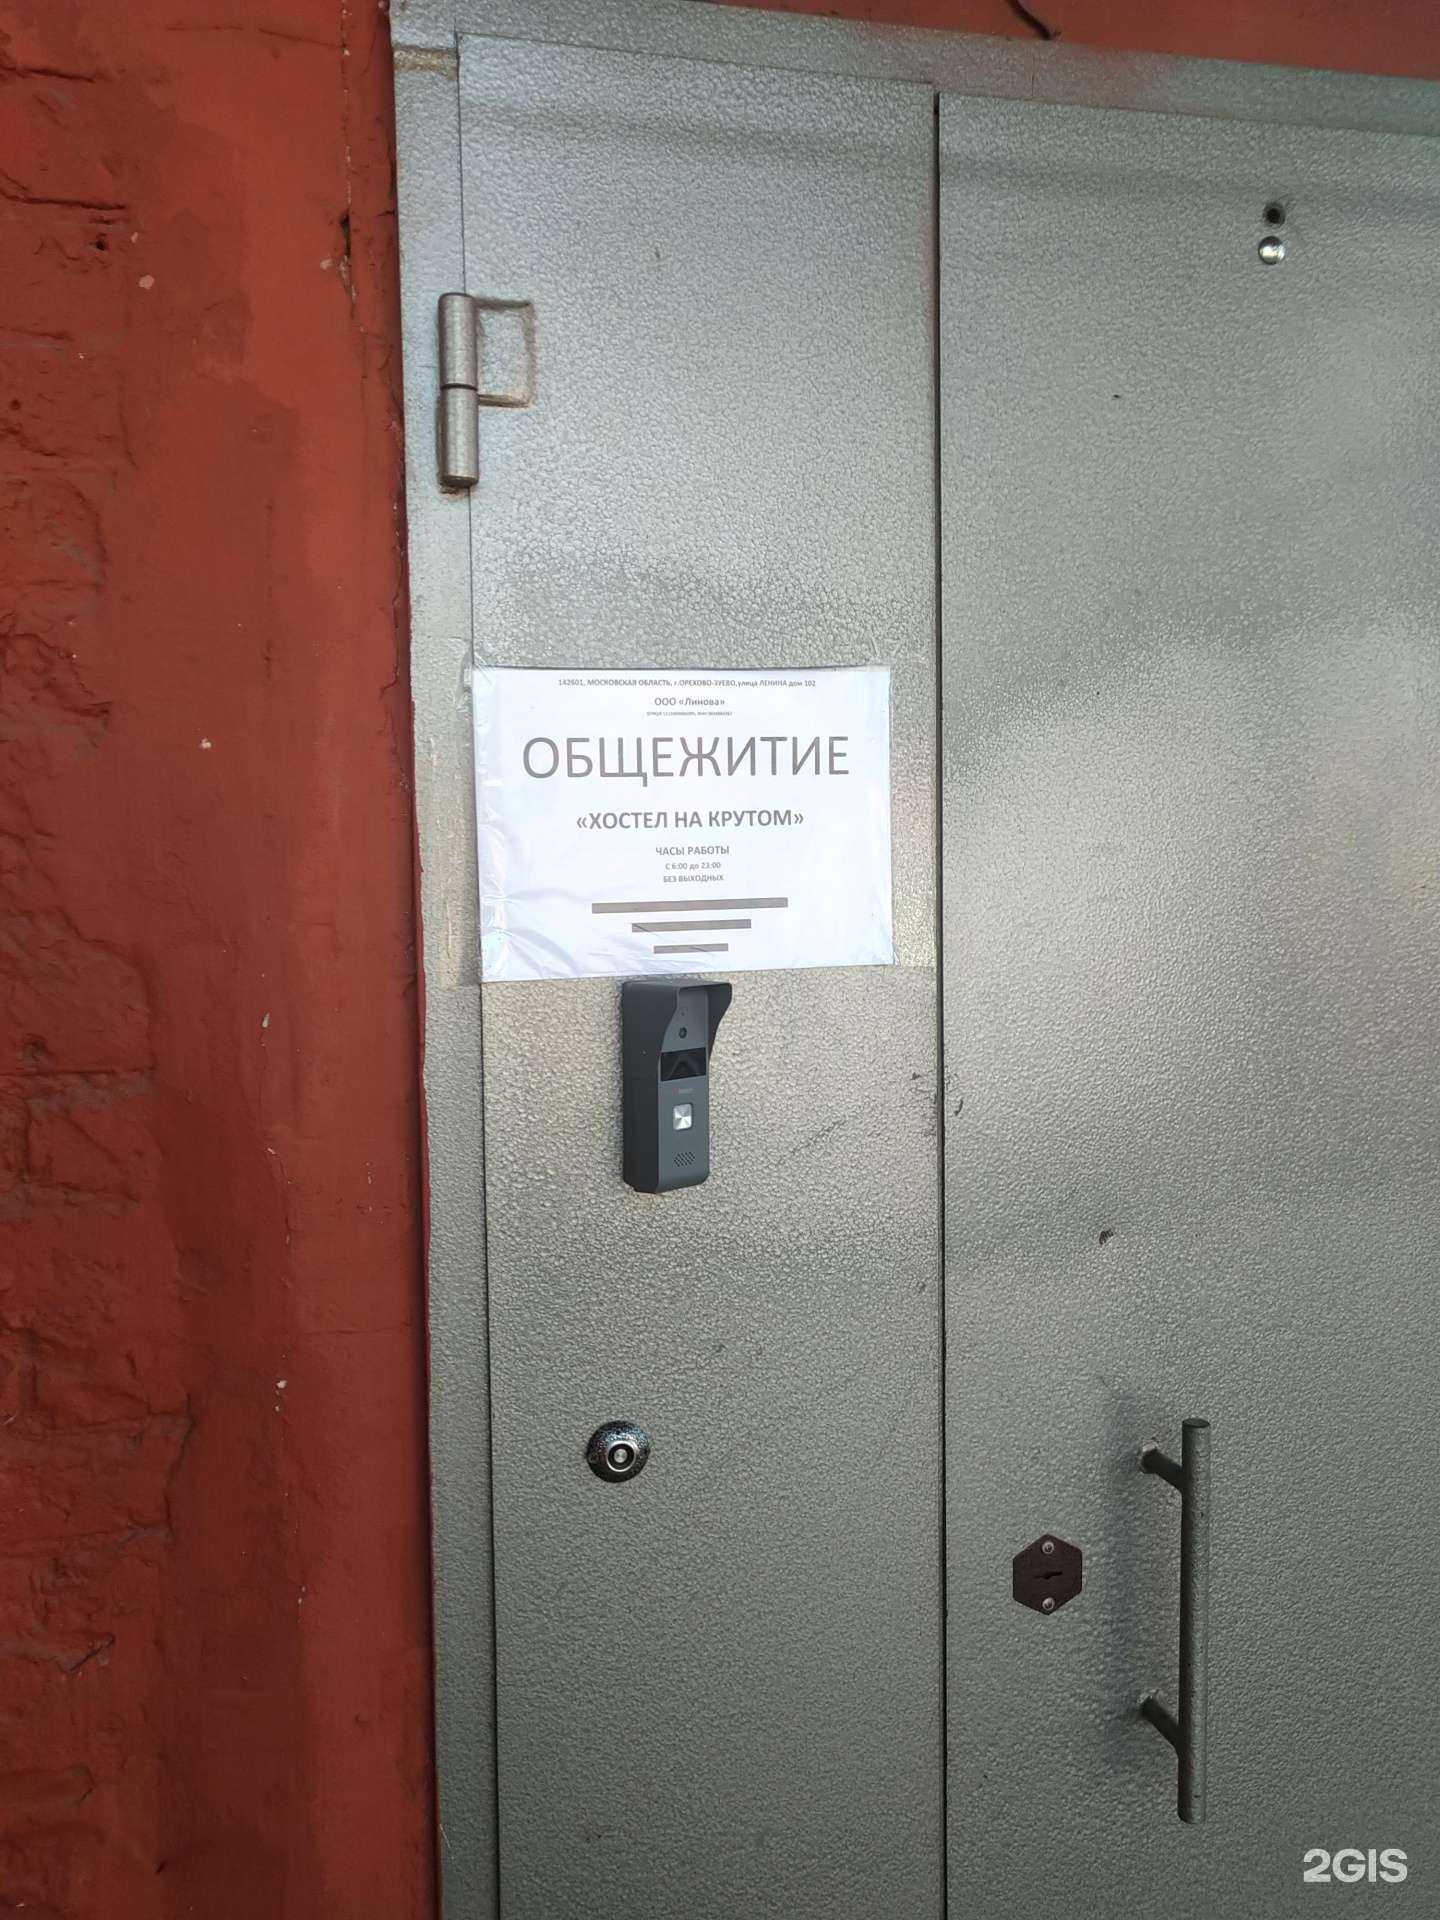 142601, МОСКОВСКАЯ ОБЛАСТЬ, г.ОРЕХОВО-ЗУЕВО,улица ЛЕНИНА дом 102
ООО «Линова»
ОБЩЕЖИТИЕ
«ХОСТЕЛ НА КРУТОМ»
ЧАСЫ РАБОТЫ
С 6:00 до 23:00
БЕЗ ВЫХОДНЫХ
2GIS